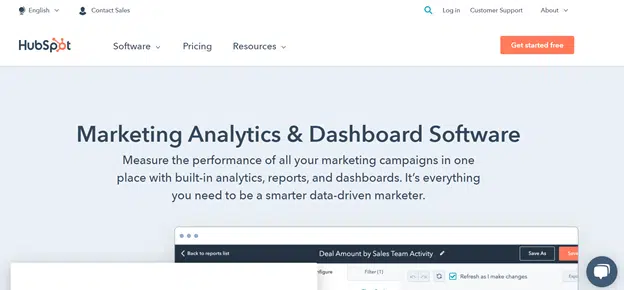 English
Contact Sales
Log in
Customer Support
About
HubSpot
Software
Pricing
Resources
Get started free
Marketing Analytics & Dashboard Software
Measure the performance of all your marketing campaigns in one
place with built-in analytics, reports, and dashboards. It's everything
you need to be a smarter data-driven marketer.
Back to reports list
Deal Amount by Sales Team Activity
Save As
Filter (1)
Refresh as I make changes